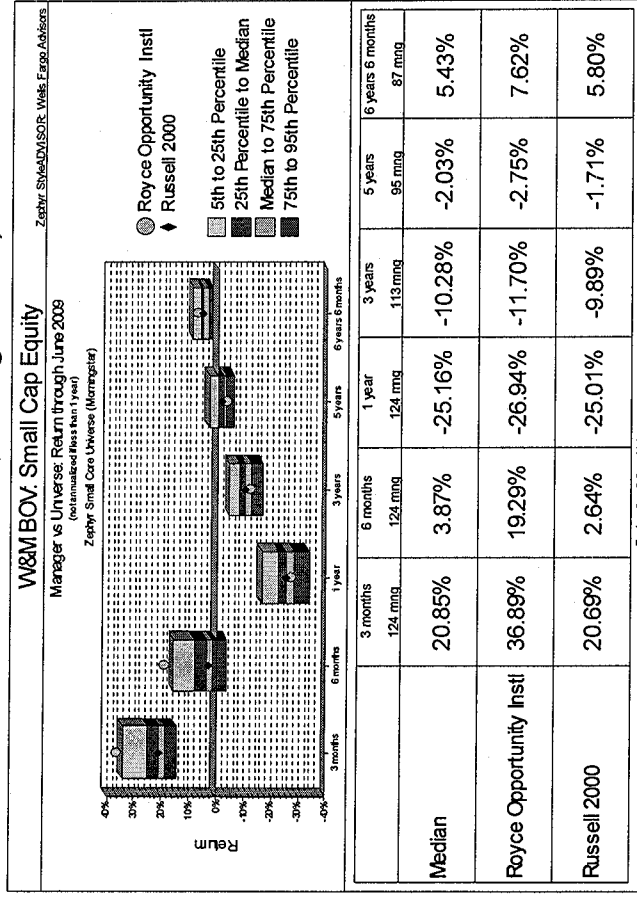 W&M BOV: Small Cap Equity
Zephyr StyleADVISOR: Wells Fargo Advisors
Manager vs Universe: Return through June 2009
(not annualized if less than 1 year)
Zephyr Small Core Universe (Morningstar)
Return
40%
30%
20%
10%
0%
-10%
-20%
-30%
-40%
3 months
6 months
1 year
3 years
5 years
6 years 6 months
Royce Opportunity Instl
Russell 2000
5th to 25th Percentile
25th Percentile to Median
Median to 75th Percentile
75th to 95th Percentile
3 months 6 months 1 year 3 years 5 years 6 years 6 months
124 mng 124 mng 124 mng 113 mng 95 mng 87 mng
Median 20.85% 3.87% -25.16% -10.28% -2.03% 5.43%
Royce Opportunity Instl 36.89% 19.29% -26.94% -11.70% -2.75% 7.62%
Russell 2000 20.69% 2.64% -25.01% -9.89% -1.71% 5.80%